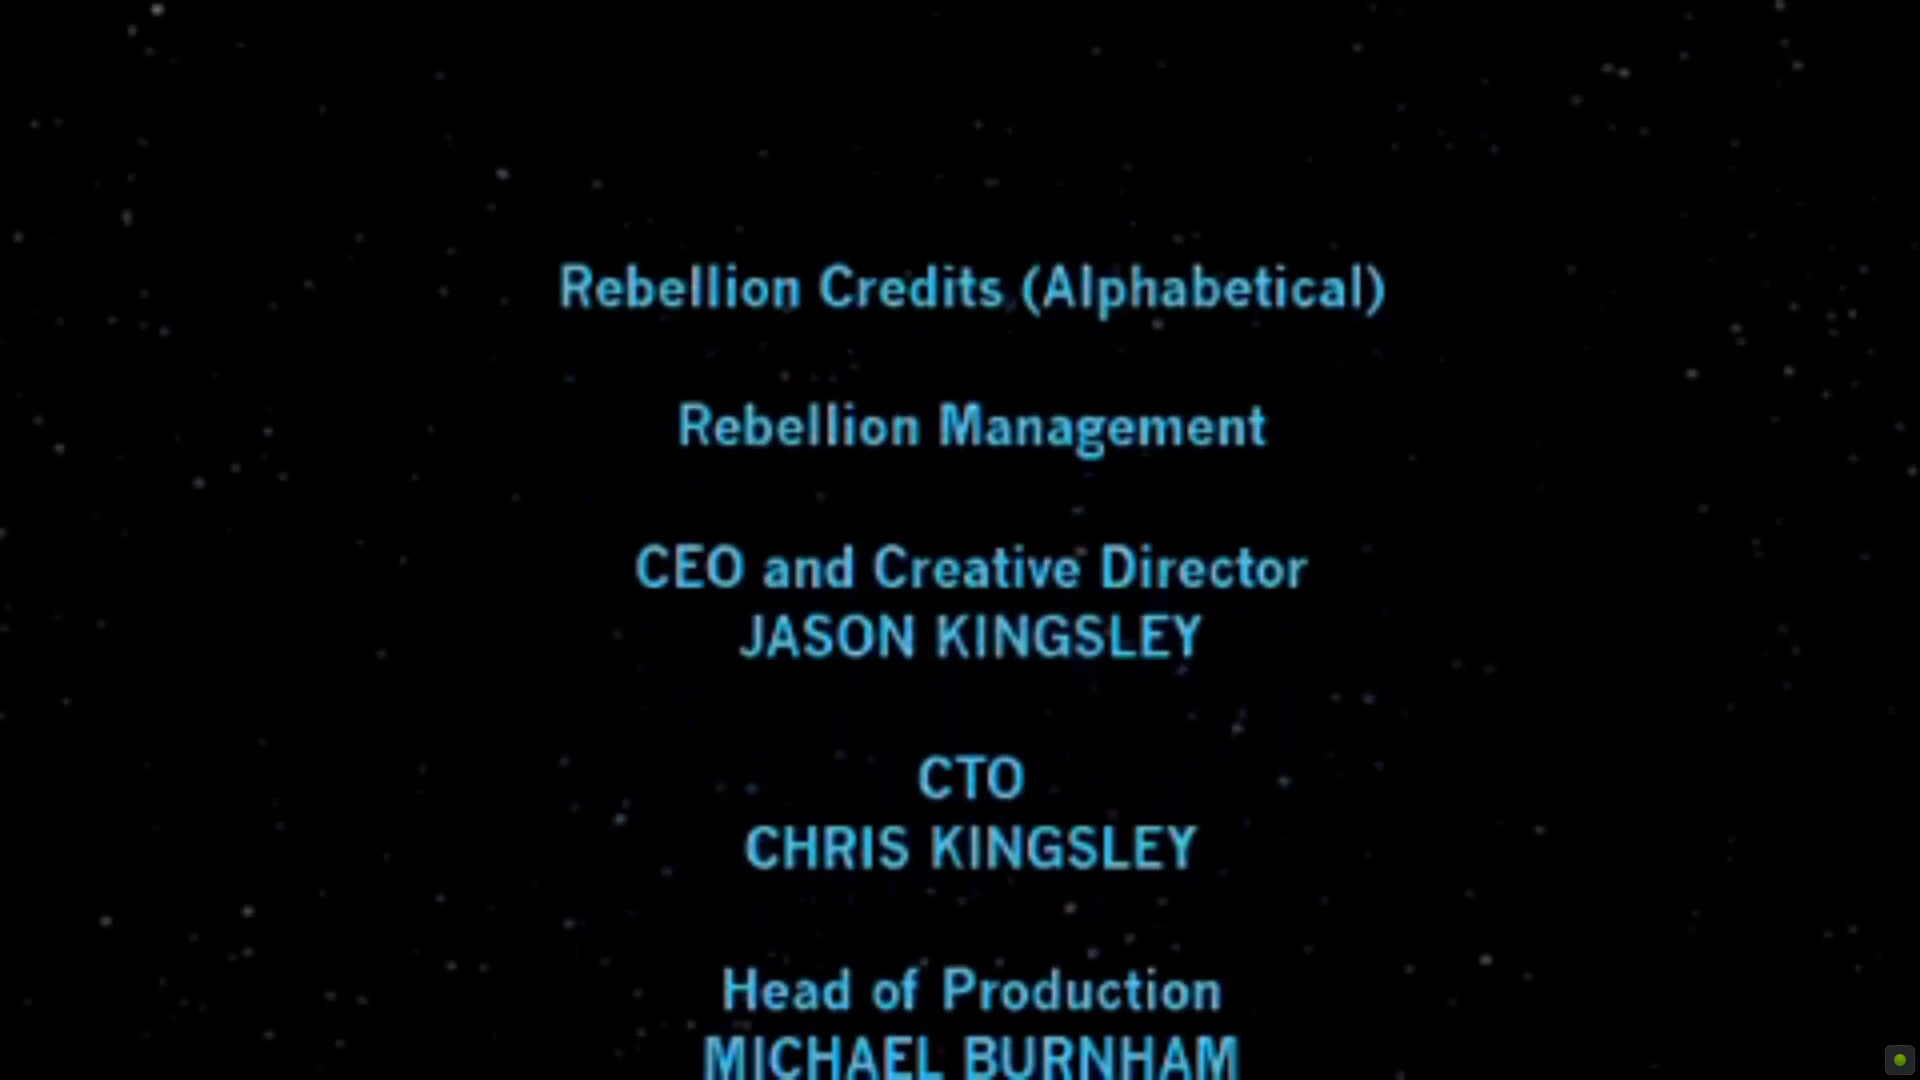 Rebellion Credits (Alphabetical)
Rebellion Management
CEO and Creative Director
JASON KINGSLEY
CTO
CHRIS KINGSLEY
Head of Production
MICHAEL BURNHAM